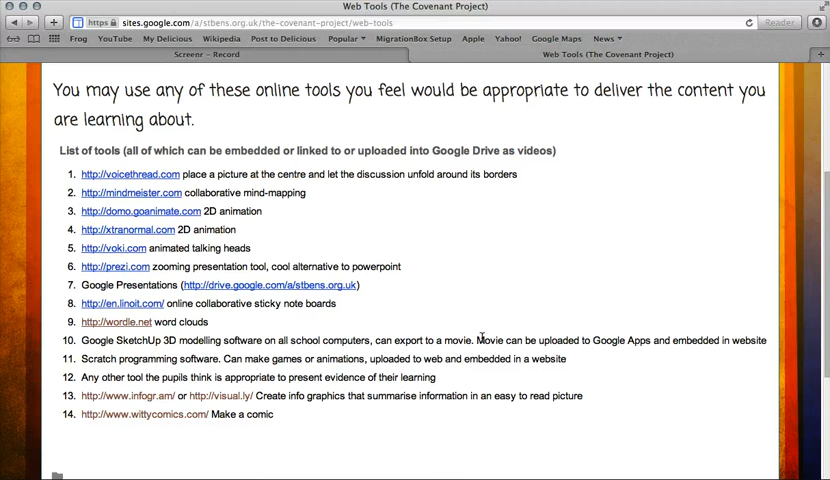 Web Tools (The Covenant Project)
https sites.google.com/a/stbens.org.uk/the-covenant-project/web-tools Reader
Frog YouTube My Delicious Wikipedia Post to Delicious Popular MigrationBox Setup Apple Yahoo! Google Maps News
Screenr - Record Web Tools (The Covenant Project)
You may use any of these online tools you feel would be appropriate to deliver the content you
are learning about.
List of tools (all of which can be embedded or linked to or uploaded into Google Drive as videos)
1. http://voicethread.com place a picture at the centre and let the discussion unfold around its borders
2. http://mindmeister.com collaborative mind-mapping
3. http://domo.goanimate.com 2D animation
4. http://xtranormal.com 2D animation
5. http://voki.com animated talking heads
6. http://prezi.com zooming presentation tool, cool alternative to powerpoint
7. Google Presentations (http://drive.google.com/a/stbens.org.uk)
8. http://en.linoit.com/ online collaborative sticky note boards
9. http://wordle.net word clouds
10. Google SketchUp 3D modelling software on all school computers, can export to a movie. Movie can be uploaded to Google Apps and embedded in website
11. Scratch programming software. Can make games or animations, uploaded to web and embedded in a website
12. Any other tool the pupils think is appropriate to present evidence of their learning
13. http://www.infogr.am/ or http://visual.ly/ Create info graphics that summarise information in an easy to read picture
14. http://www.wittycomics.com/ Make a comic